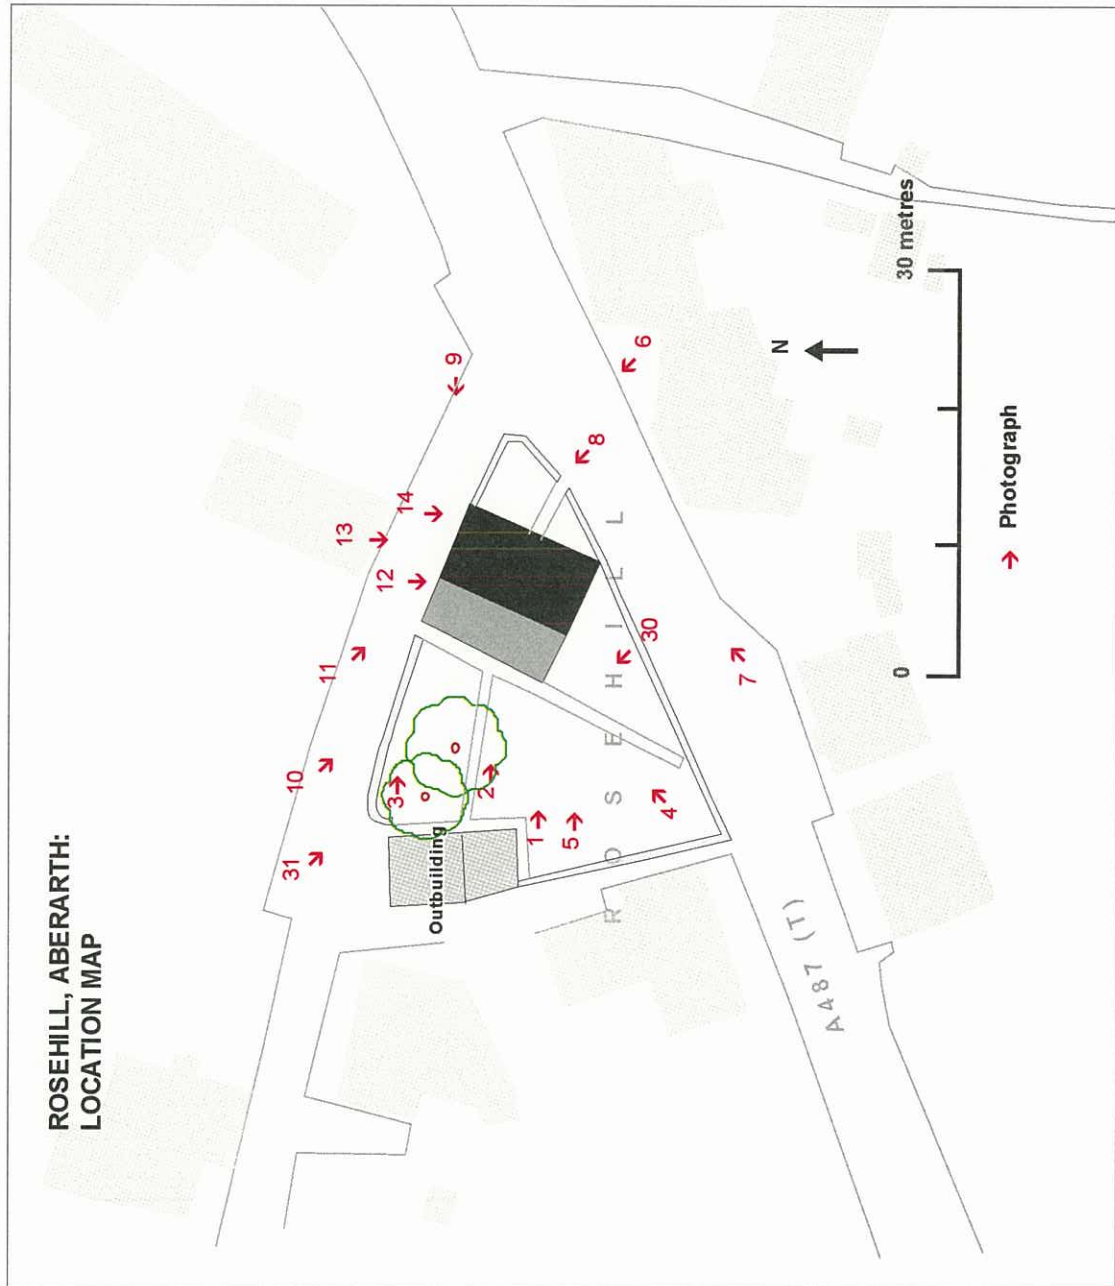 ROSEHILL, ABERARTH:
LOCATION MAP
31
10
11
12
13
14
9
3
2
Outbuilding
1
5
4
30
8
6
7
ROSEHILL
A487 (T)
N
0
30 metres
Photograph